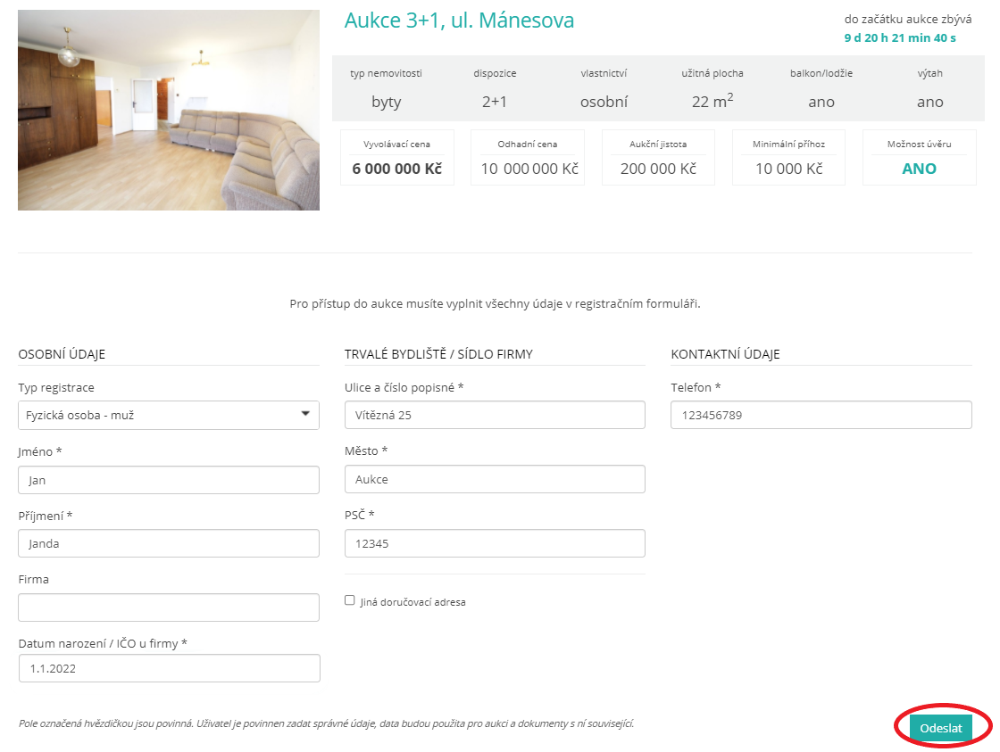 Aukce 3+1, ul. Mánesova
do začátku aukce zbývá
9 d 20 h 21 min 40 s
typ nemovitosti
dispozice
vlastnictví
užitná plocha
balkon/lodžie
výtah
byty
2+1
osobní
22 m²
ano
ano
Vyvolávací cena
Odhadní cena
Aukční jistota
Minimální příhoz
Možnost úvěru
6 000 000 Kč
10 000 000 Kč
200 000 Kč
10 000 Kč
ANO
Pro přístup do aukce musíte vyplnit všechny údaje v registračním formuláři.
OSOBNÍ ÚDAJE
Typ registrace
Fyzická osoba - muž
Jméno *
Jan
Příjmení *
Janda
Firma
Datum narození / IČO u firmy *
1.1.2022
TRVALÉ BYDLIŠTĚ / SÍDLO FIRMY
Ulice a číslo popisné *
Vítězná 25
Město *
Aukce
PSČ *
12345
Jiná doručovací adresa
KONTAKTNÍ ÚDAJE
Telefon *
123456789
Pole označená hvězdičkou jsou povinná. Uživatel je povinnen zadat správné údaje, data budou použita pro aukci a dokumenty s ní související.
Odeslat